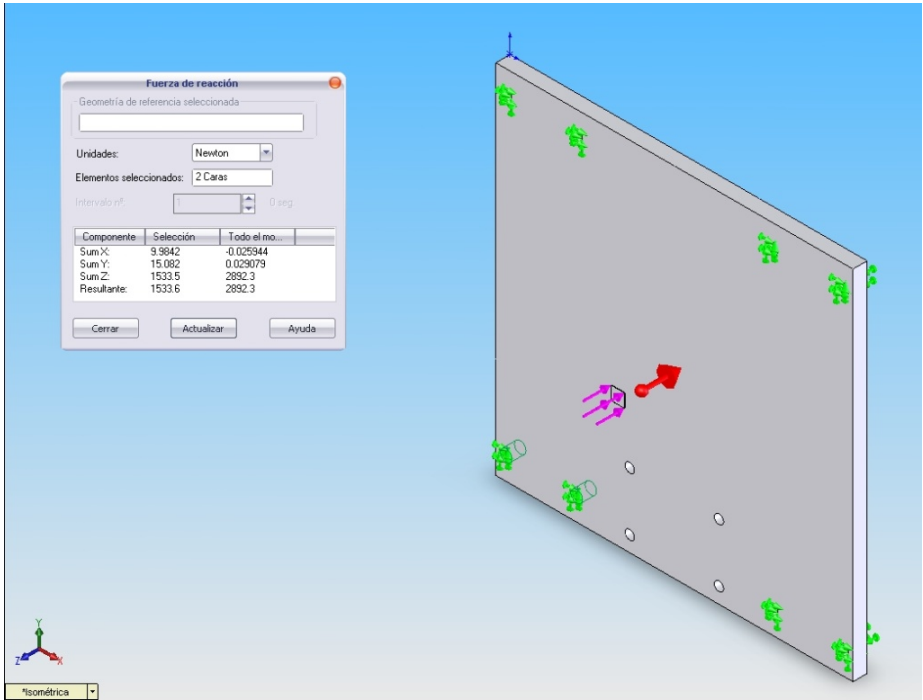 Fuerza de reacción
Geometría de referencia seleccionada
Unidades: Newton
Elementos seleccionados: 2 Caras
Intervalo nº: 1 0 seg
Componente Selección Todo el mo...
Sum X: 9.9842 -0.025944
Sum Y: 15.082 0.029079
Sum Z: 1533.5 2892.3
Resultante: 1533.6 2892.3
Cerrar Actualizar Ayuda
Y
Z X
*Isométrica